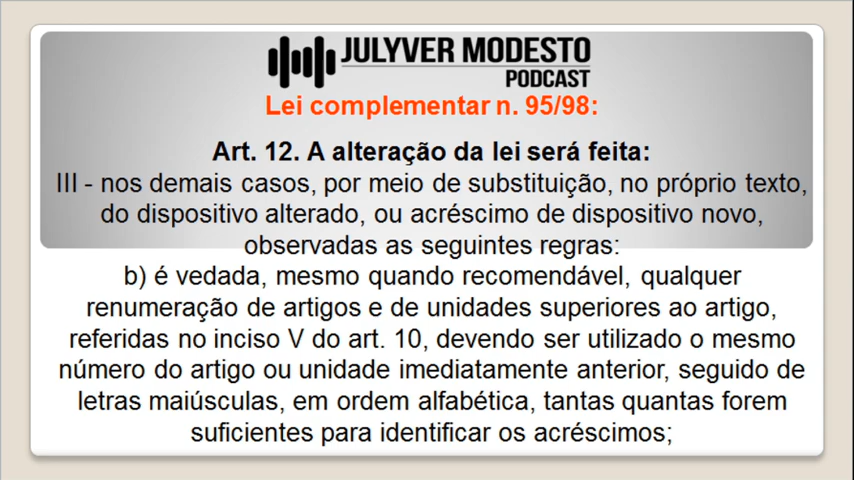 JULYVER MODESTO
PODCAST
Lei complementar n. 95/98:
Art. 12. A alteração da lei será feita:
III - nos demais casos, por meio de substituição, no próprio texto,
do dispositivo alterado, ou acréscimo de dispositivo novo,
observadas as seguintes regras:
b) é vedada, mesmo quando recomendável, qualquer
renumeração de artigos e de unidades superiores ao artigo,
referidas no inciso V do art. 10, devendo ser utilizado o mesmo
número do artigo ou unidade imediatamente anterior, seguido de
letras maiúsculas, em ordem alfabética, tantas quantas forem
suficientes para identificar os acréscimos;